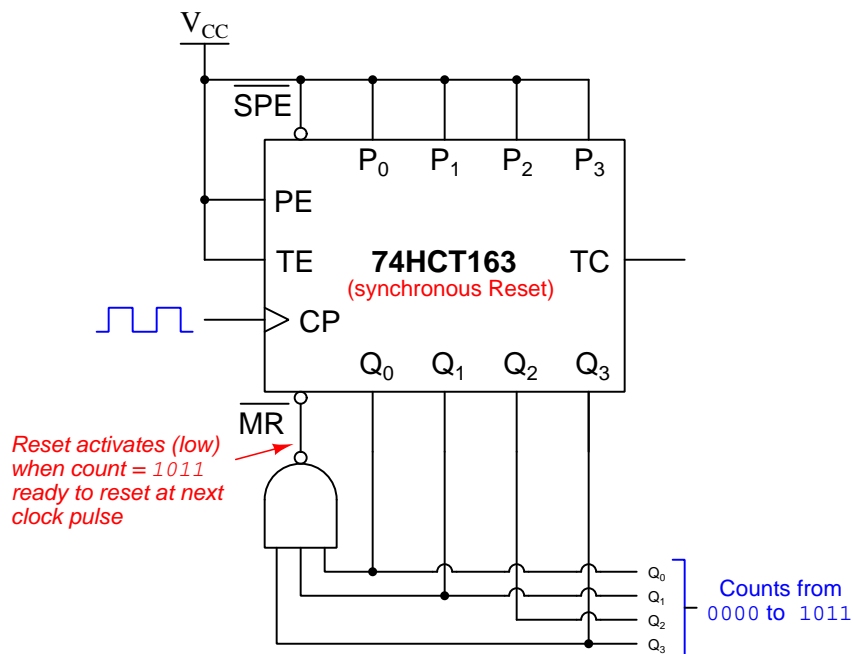 V_CC
SPE
P₀ P₁ P₂ P₃
PE
TE
74HCT163
TC
(synchronous Reset)
CP
Q₀ Q₁ Q₂ Q₃
MR
Reset activates (low)
when count = 1011
ready to reset at next
clock pulse
Q₀
Q₁
Q₂
Q₃
Counts from
0000 to 1011